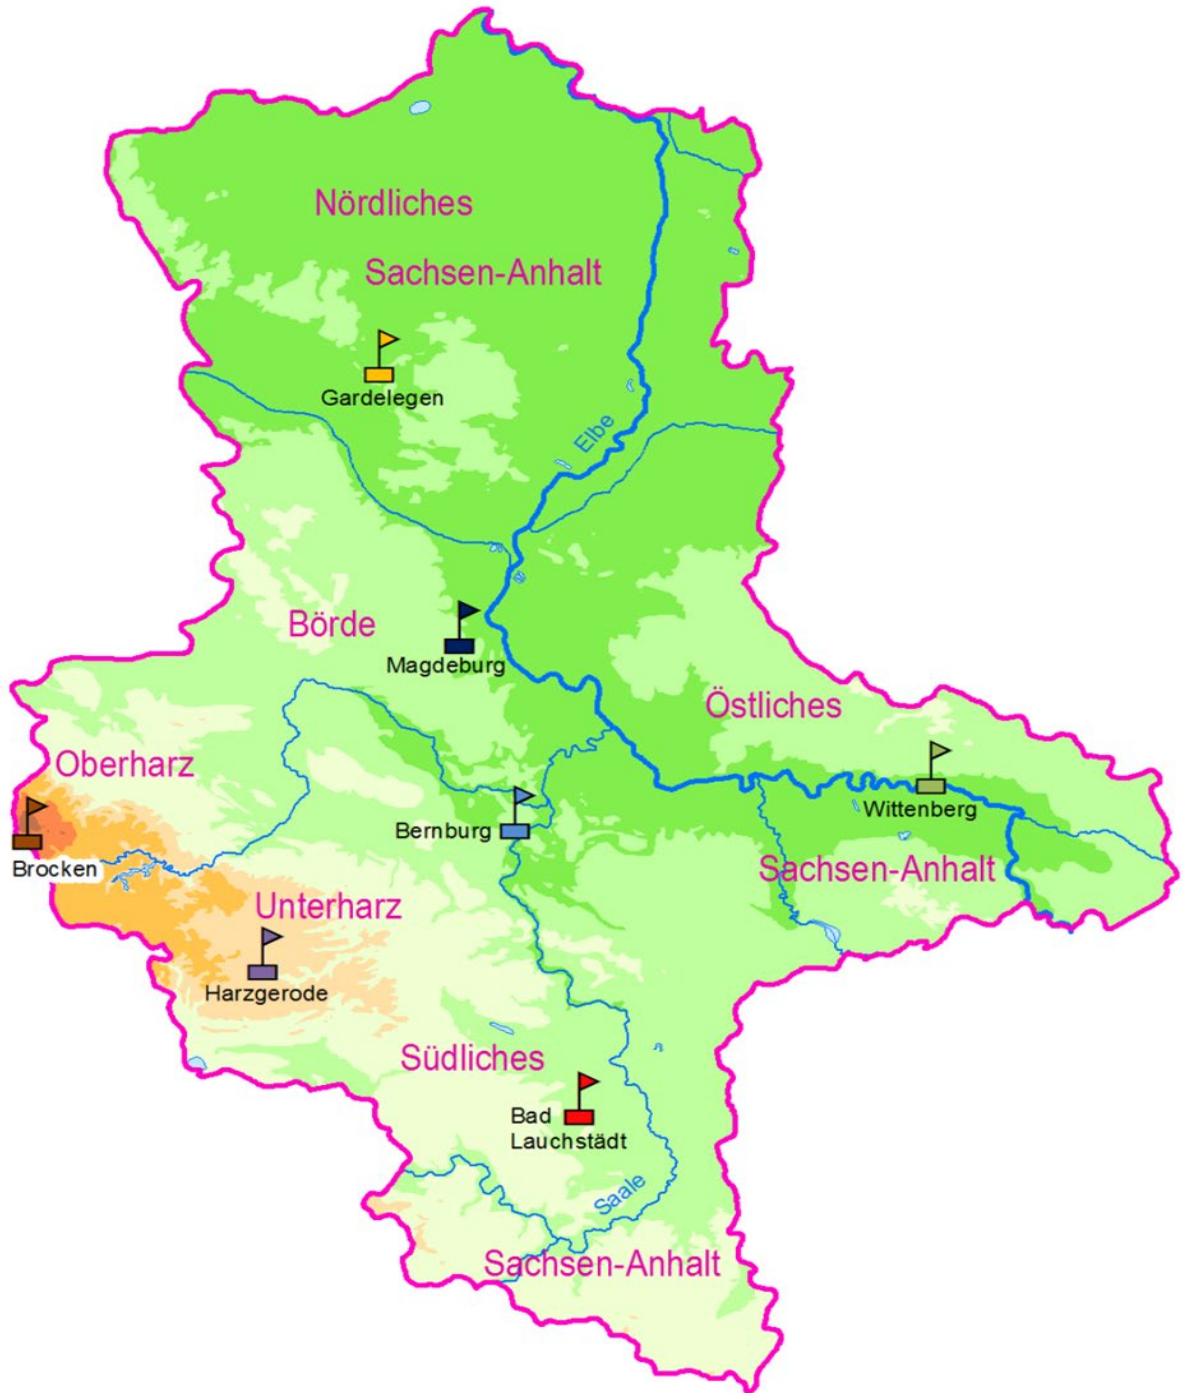 Nördliches
Sachsen-Anhalt
Gardelegen
Elbe
Börde
Magdeburg
Östliches
Oberharz
Wittenberg
Bernburg
Brocken
Sachsen-Anhalt
Unterharz
Harzgerode
Südliches
Bad
Lauchstädt
Saale
Sachsen-Anhalt